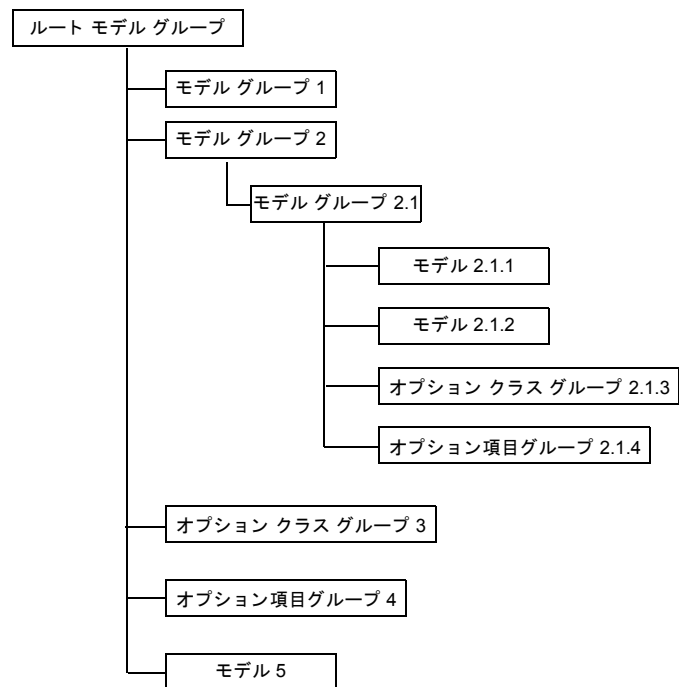 ルート モデル グループ
モデル グループ 1
モデル グループ 2
モデル グループ 2.1
モデル 2.1.1
モデル 2.1.2
オプション クラス グループ 2.1.3
オプション項目グループ 2.1.4
オプション クラス グループ 3
オプション項目グループ 4
モデル 5